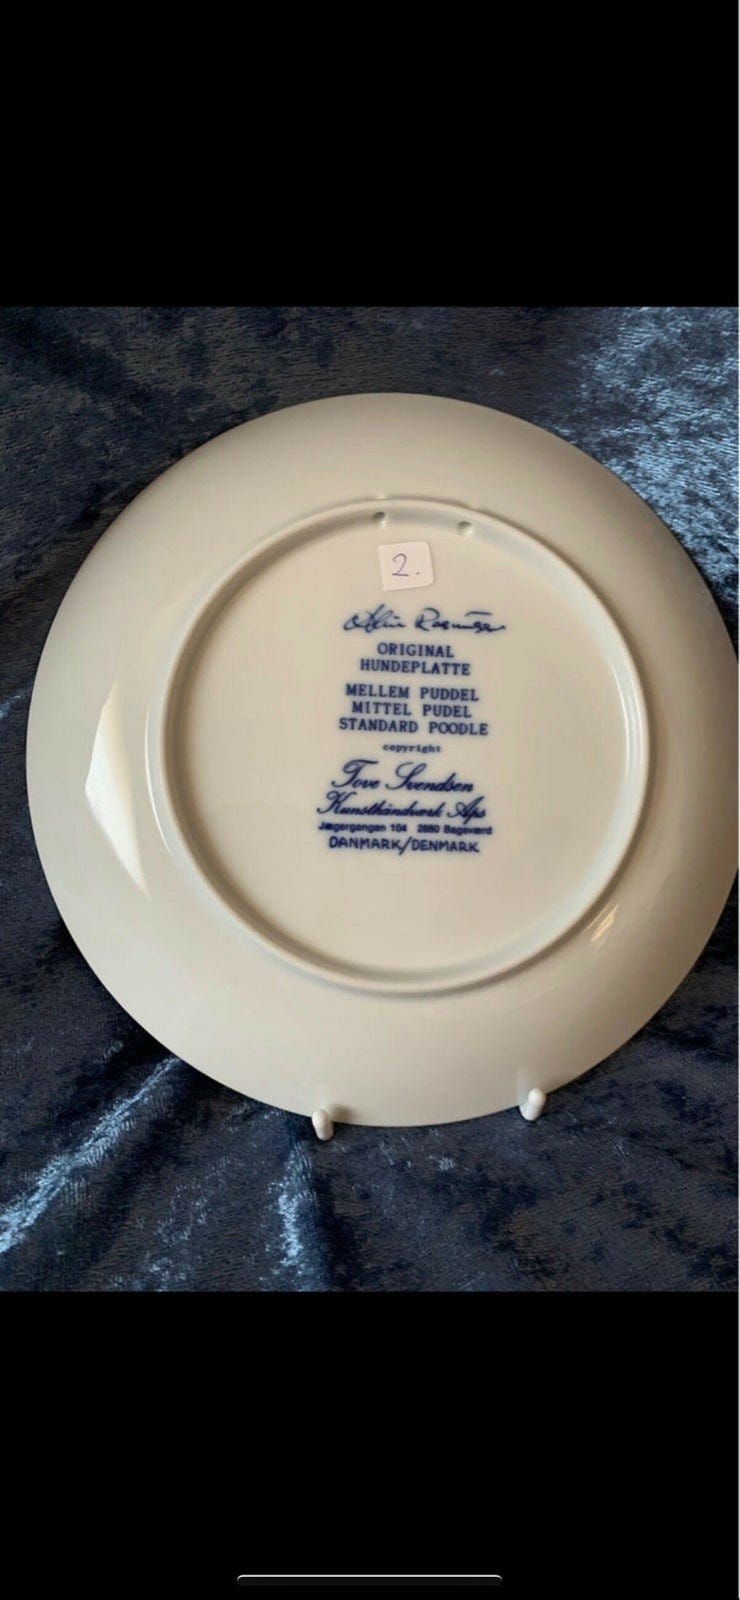 2.
ORIGINAL
HUNDEPLATTE
MELLEM PUDDEL
MITTEL PUDEL
STANDARD POODLE
copyright
Tove Svendsen
Kunsthåndværk Aps
Jægergangen 104 2880 Bagsværd
DANMARK/DENMARK